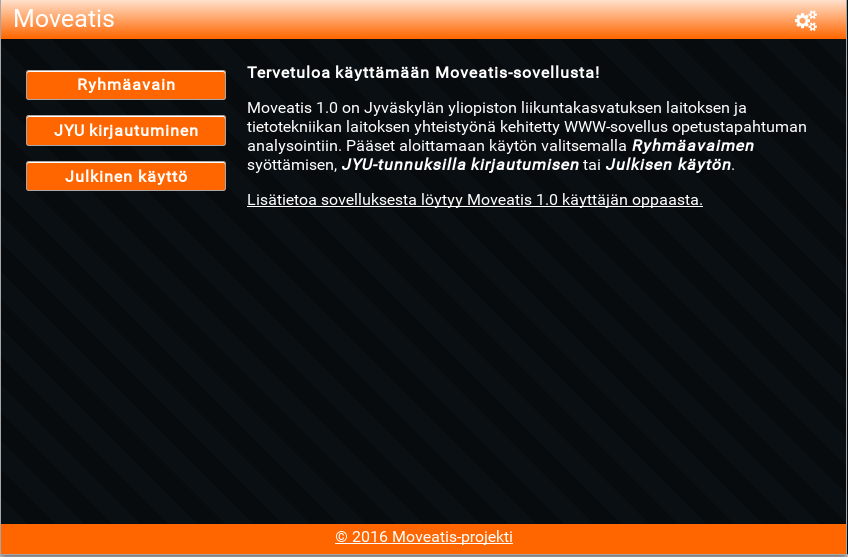 Moveatis
Ryhmäavain
JYU kirjautuminen
Julkinen käyttö
Tervetuloa käyttämään Moveatis-sovellusta!
Moveatis 1.0 on Jyväskylän yliopiston liikuntakasvatuksen laitoksen ja
tietotekniikan laitoksen yhteistyönä kehitetty WWW-sovellus opetustapahtuman
analysointiin. Pääset aloittamaan käytön valitsemalla Ryhmäavaimen
syöttämisen, JYU-tunnuksilla kirjautumisen tai Julkisen käytön.
Lisätietoa sovelluksesta löytyy Moveatis 1.0 käyttäjän oppaasta.
© 2016 Moveatis-projekti